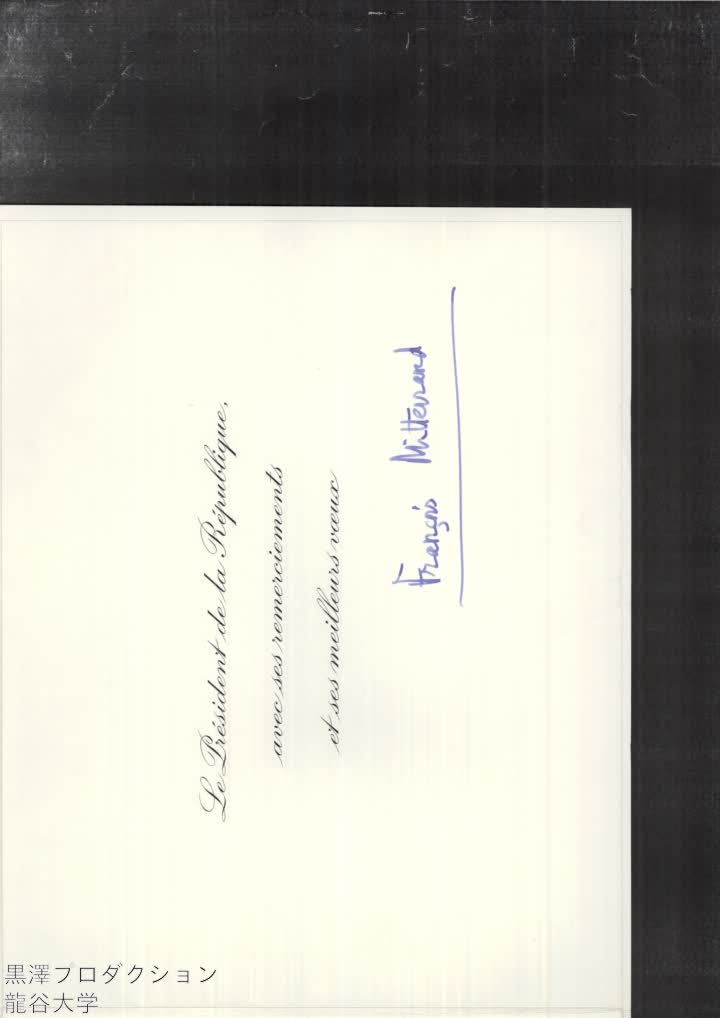 Le Président de la République,
avec ses remerciements
et ses meilleurs vœux
François Mitterrand
黒澤プロダクション
龍谷大学